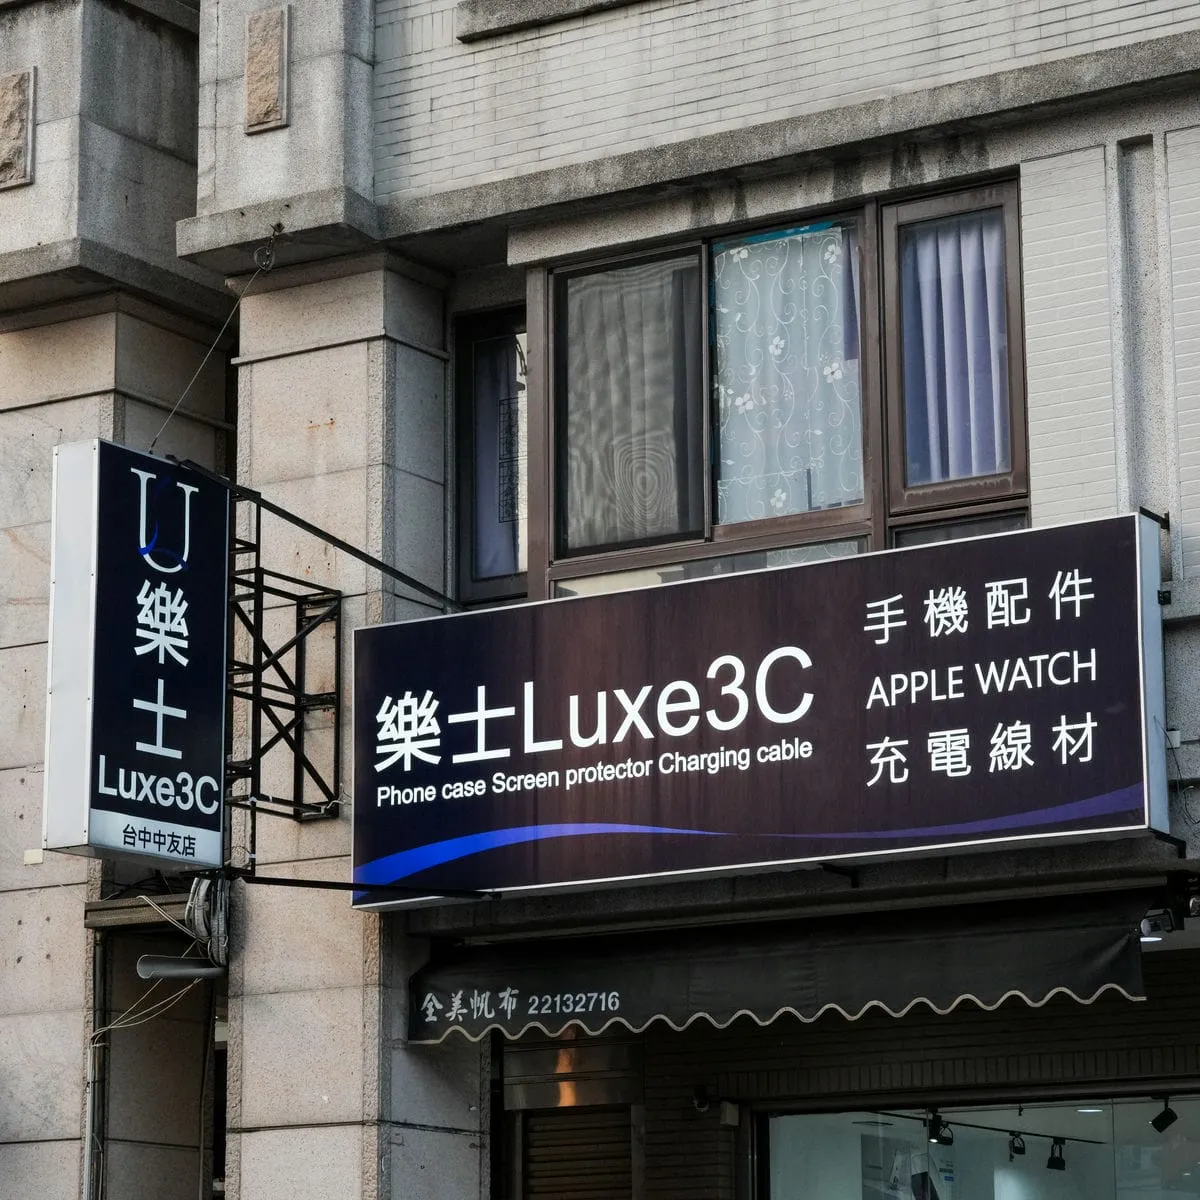 U
樂
士
Luxe3C
台中中友店
樂士Luxe3C
Phone case Screen protector Charging cable
手機配件
APPLE WATCH
充電線材
全美帆布 22132716